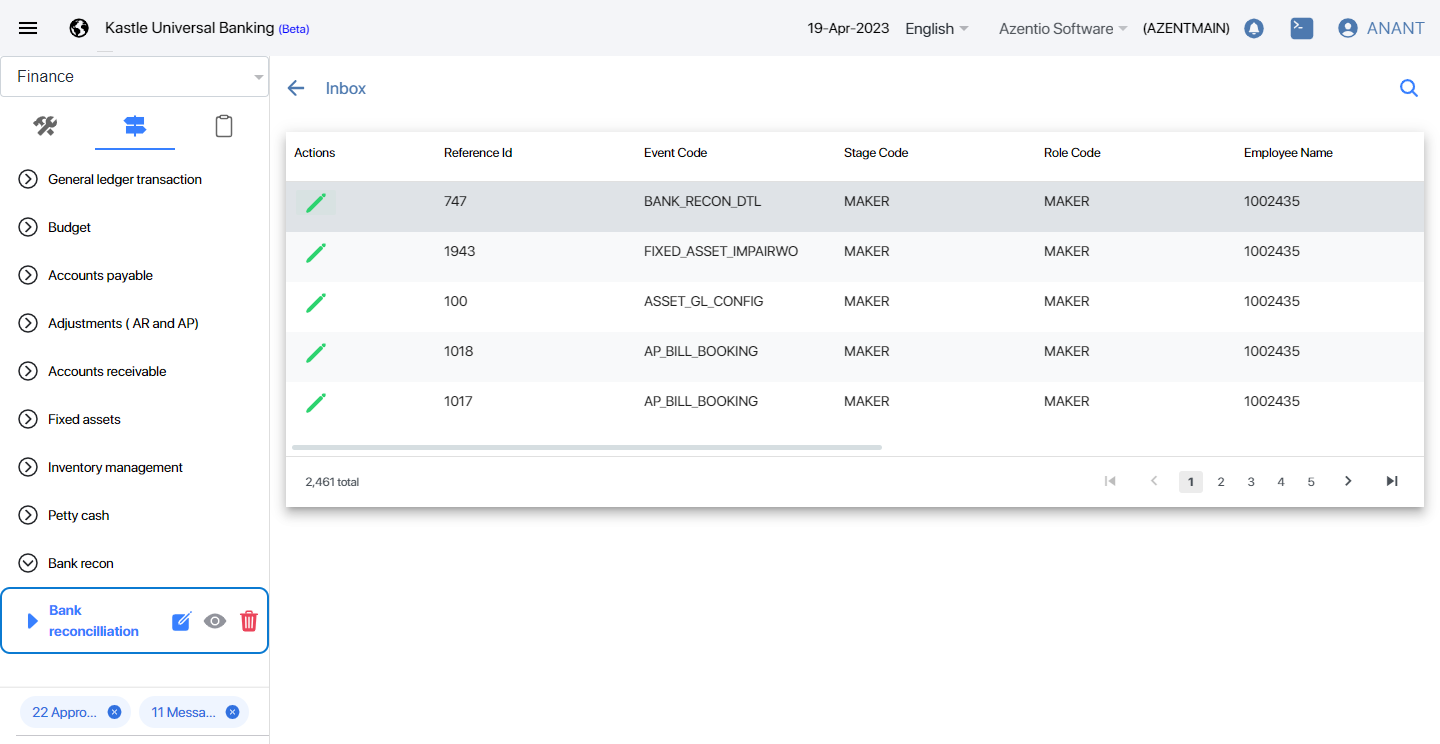 Kastle Universal Banking (Beta)
19-Apr-2023 English Azentio Software (AZENTMAIN) ANANT
Finance
General ledger transaction
Budget
Accounts payable
Adjustments ( AR and AP)
Accounts receivable
Fixed assets
Inventory management
Petty cash
Bank recon
Bank
reconcilliation
22 Appro... 11 Messa...
Inbox
Actions Reference Id Event Code Stage Code Role Code Employee Name
747 BANK_RECON_DTL MAKER MAKER 1002435
1943 FIXED_ASSET_IMPAIRWO MAKER MAKER 1002435
100 ASSET_GL_CONFIG MAKER MAKER 1002435
1018 AP_BILL_BOOKING MAKER MAKER 1002435
1017 AP_BILL_BOOKING MAKER MAKER 1002435
2,461 total 1 2 3 4 5